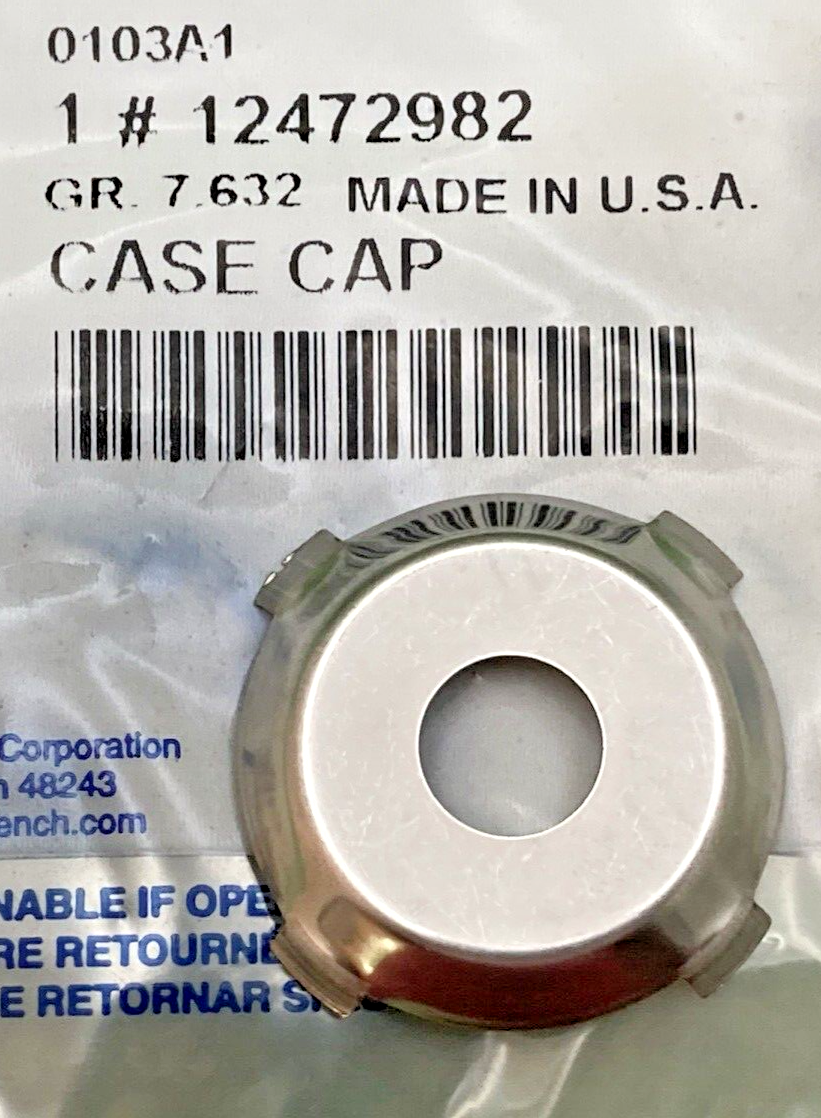 0103A1
1 # 12472982
GR. 7.632 MADE IN U.S.A.
CASE CAP
Corporation
48243
ench.com
NABLE IF OPE
RE RETOURNE
E RETORNAR S